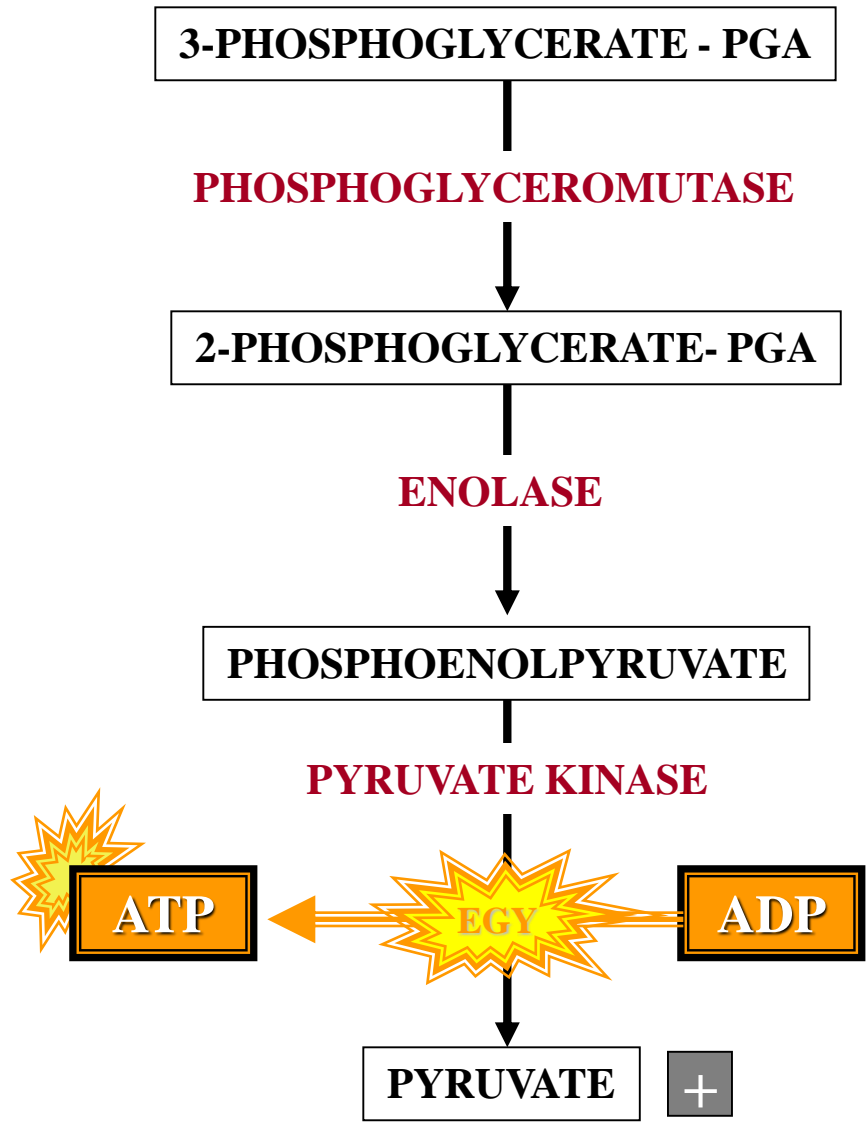 3-PHOSPHOGLYCERATE - PGA
PHOSPHOGLYCEROMUTASE
2-PHOSPHOGLYCERATE- PGA
ENOLASE
PHOSPHOENOLPYRUVATE
PYRUVATE KINASE
ATP EGY ADP
PYRUVATE +